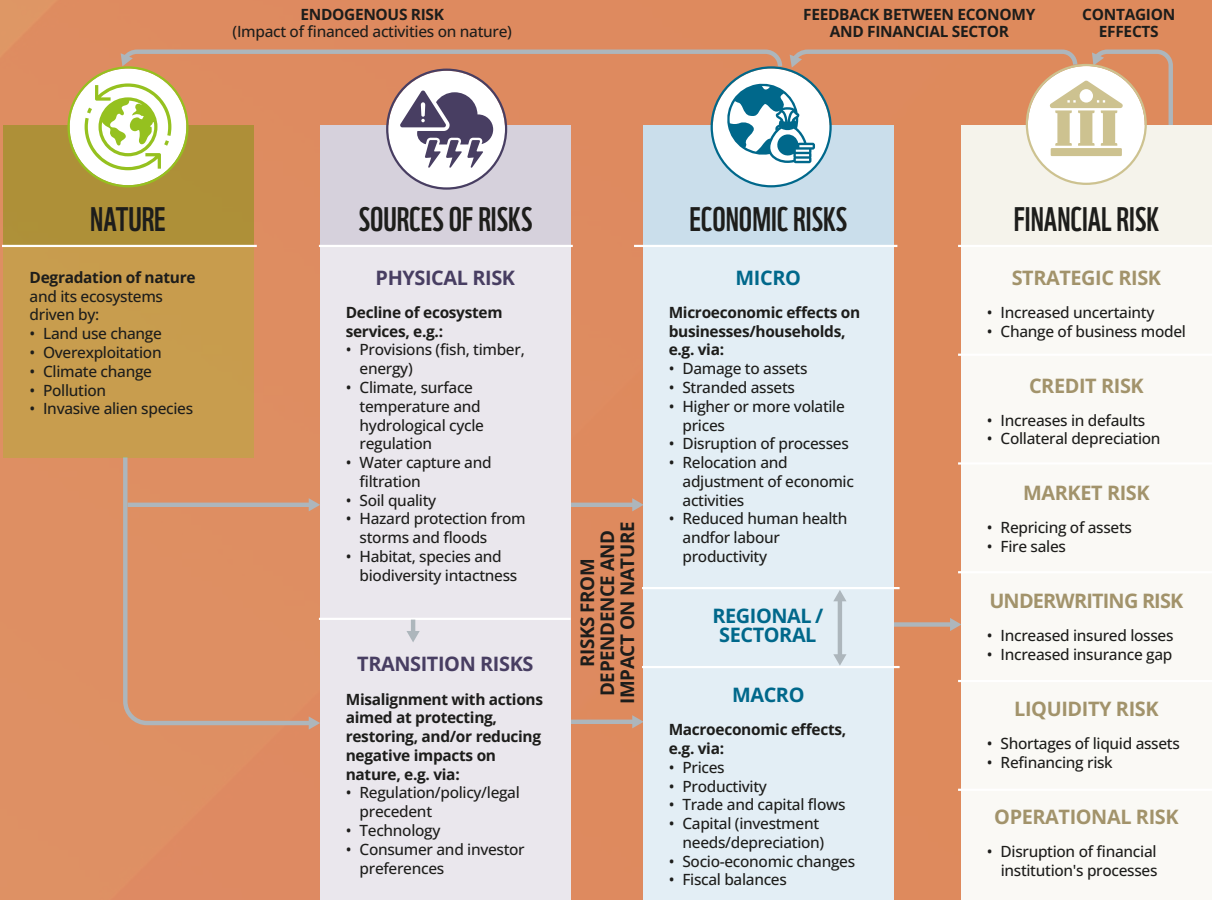 ENDOGENOUS RISK
(Impact of financed activities on nature)
FEEDBACK BETWEEN ECONOMY
AND FINANCIAL SECTOR
CONTAGION
EFFECTS
NATURE
Degradation of nature
and its ecosystems
driven by:
• Land use change
• Overexploitation
• Climate change
• Pollution
• Invasive alien species
SOURCES OF RISKS
PHYSICAL RISK
Decline of ecosystem
services, e.g.:
• Provisions (fish, timber,
energy)
• Climate, surface
temperature and
hydrological cycle
regulation
• Water capture and
filtration
• Soil quality
• Hazard protection from
storms and floods
• Habitat, species and
biodiversity intactness
TRANSITION RISKS
Misalignment with actions
aimed at protecting,
restoring, and/or reducing
negative impacts on
nature, e.g. via:
• Regulation/policy/legal
precedent
• Technology
• Consumer and investor
preferences
RISKS FROM
DEPENDENCE AND
IMPACT ON NATURE
ECONOMIC RISKS
MICRO
Microeconomic effects on
businesses/households,
e.g. via:
• Damage to assets
• Stranded assets
• Higher or more volatile
prices
• Disruption of processes
• Relocation and
adjustment of economic
activities
• Reduced human health
andfor labour
productivity
REGIONAL /
SECTORAL
MACRO
Macroeconomic effects,
e.g. via:
• Prices
• Productivity
• Trade and capital flows
• Capital (investment
needs/depreciation)
• Socio-economic changes
• Fiscal balances
FINANCIAL RISK
STRATEGIC RISK
• Increased uncertainty
• Change of business model
CREDIT RISK
• Increases in defaults
• Collateral depreciation
MARKET RISK
• Repricing of assets
• Fire sales
UNDERWRITING RISK
• Increased insured losses
• Increased insurance gap
LIQUIDITY RISK
• Shortages of liquid assets
• Refinancing risk
OPERATIONAL RISK
• Disruption of financial
institution's processes